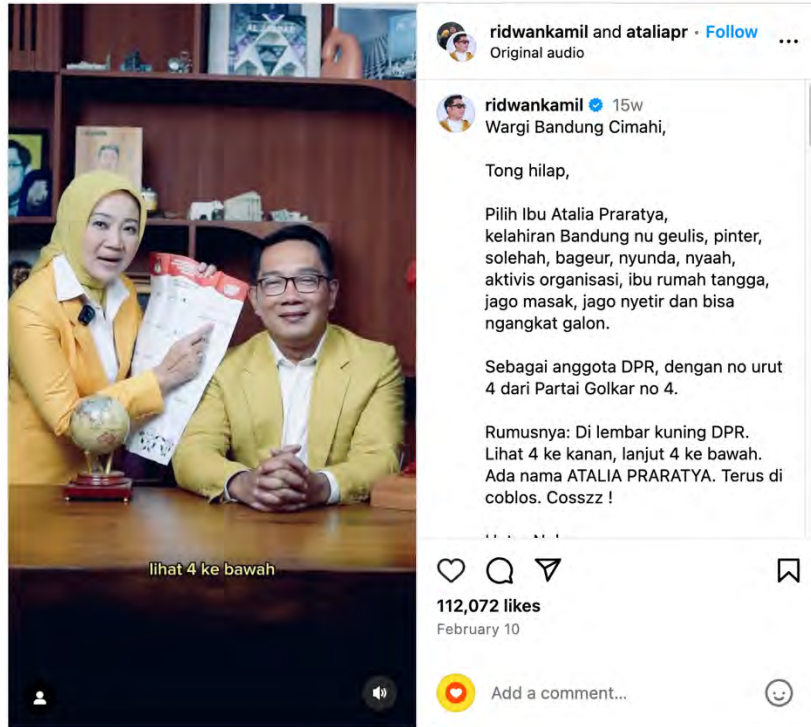 AL JABBAR
lihat 4 ke bawah
ridwankamil and ataliapr · Follow
Original audio
ridwankamil 15w
Wargi Bandung Cimahi,
Tong hilap,
Pilih Ibu Atalia Praratya,
kelahiran Bandung nu geulis, pinter,
solehah, bageur, nyunda, nyaah,
aktivis organisasi, ibu rumah tangga,
jago masak, jago nyetir dan bisa
ngangkat galon.
Sebagai anggota DPR, dengan no urut
4 dari Partai Golkar no 4.
Rumusnya: Di lembar kuning DPR.
Lihat 4 ke kanan, lanjut 4 ke bawah.
Ada nama ATALIA PRARATYA. Terus di
coblos. Cosszz !
112,072 likes
February 10
Add a comment...